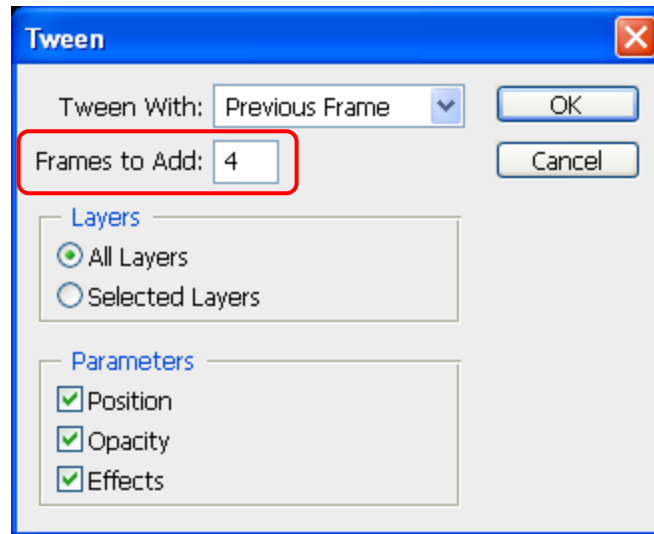 Tween
Tween With: Previous Frame OK
Frames to Add: 4 Cancel
Layers
All Layers
Selected Layers
Parameters
Position
Opacity
Effects